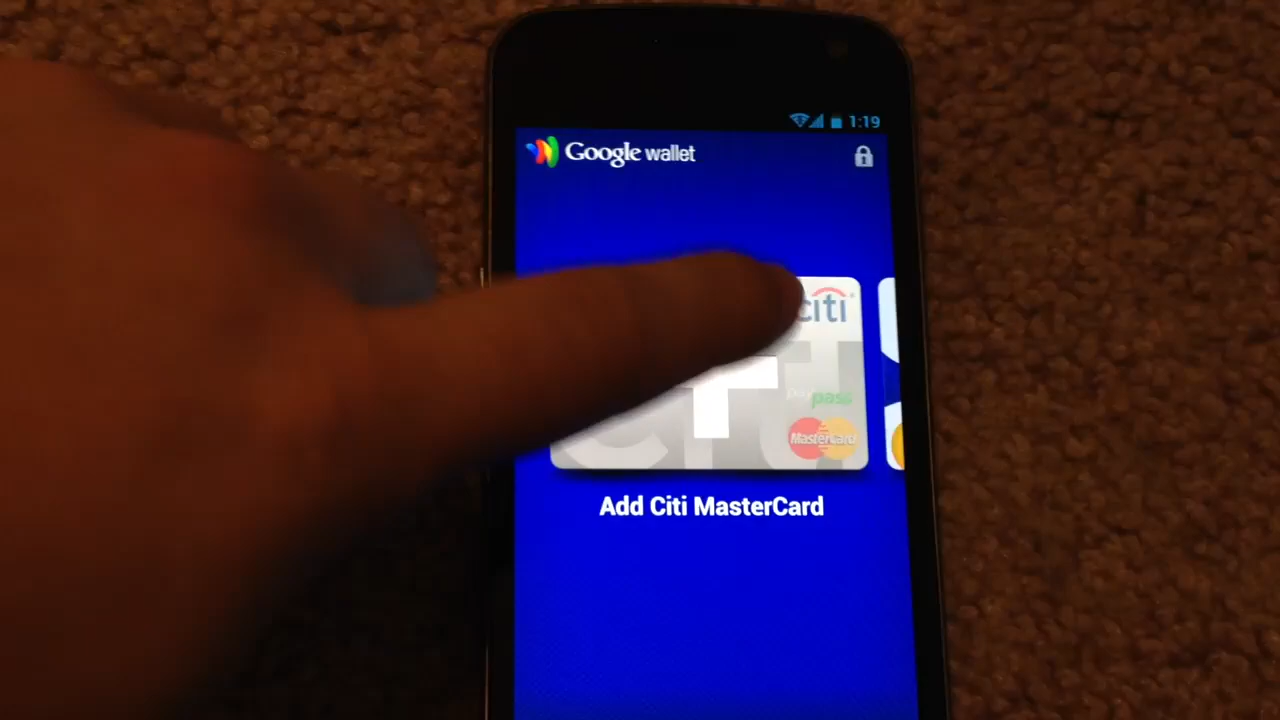 1:19
Google wallet
citi
paypass
MasterCard
Add Citi MasterCard